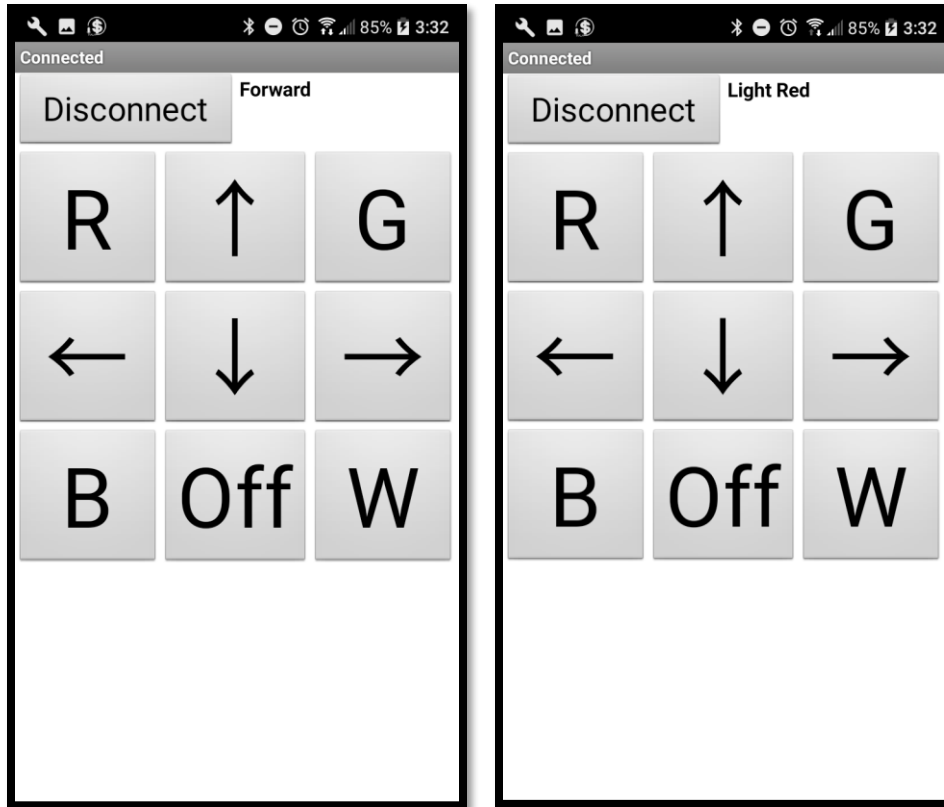 85% 3:32
Connected
Disconnect Forward
R ↑ G
← ↓ →
B Off W
85% 3:32
Connected
Disconnect Light Red
R ↑ G
← ↓ →
B Off W